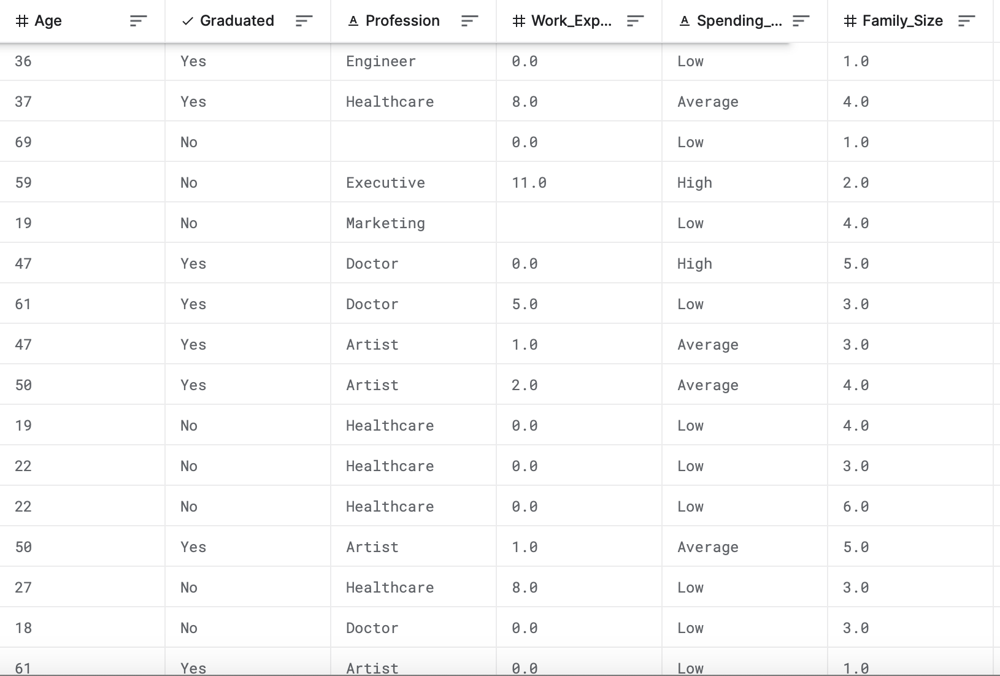 Age Graduated Profession Work_Exp... Spending_... Family_Size
36 Yes Engineer 0.0 Low 1.0
37 Yes Healthcare 8.0 Average 4.0
69 No 0.0 Low 1.0
59 No Executive 11.0 High 2.0
19 No Marketing Low 4.0
47 Yes Doctor 0.0 High 5.0
61 Yes Doctor 5.0 Low 3.0
47 Yes Artist 1.0 Average 3.0
50 Yes Artist 2.0 Average 4.0
19 No Healthcare 0.0 Low 4.0
22 No Healthcare 0.0 Low 3.0
22 No Healthcare 0.0 Low 6.0
50 Yes Artist 1.0 Average 5.0
27 No Healthcare 8.0 Low 3.0
18 No Doctor 0.0 Low 3.0
61 Yes Artist 0.0 Low 1.0